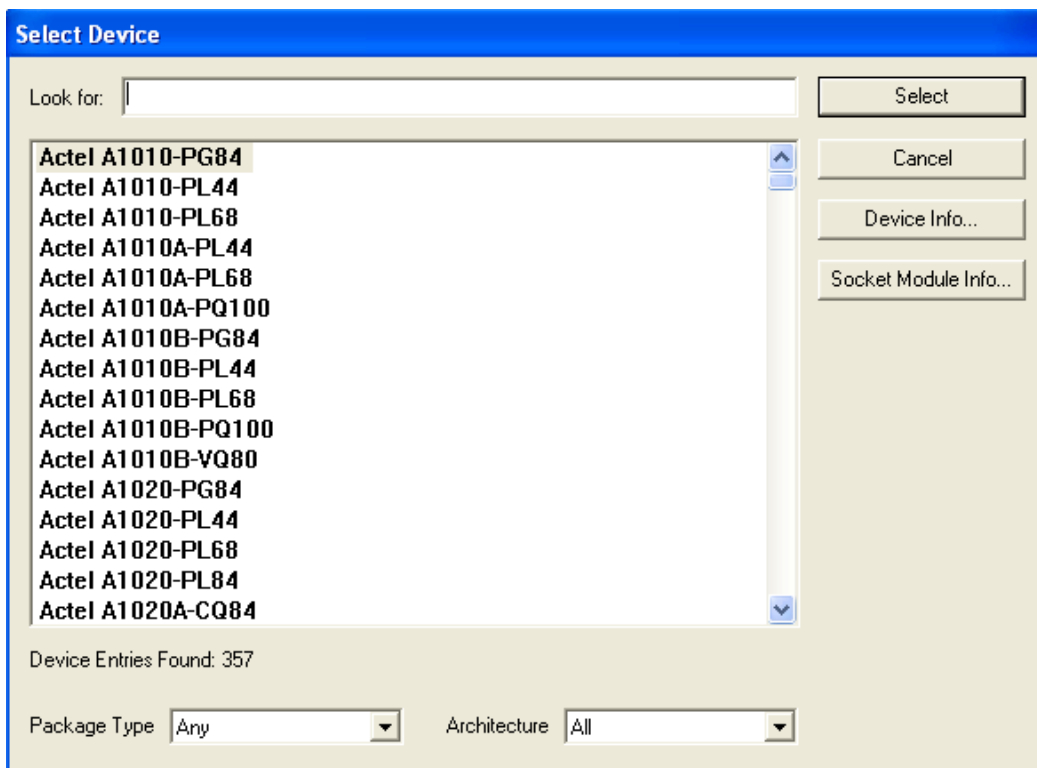 Select Device
Look for:
Select
Actel A1010-PG84
Cancel
Actel A1010-PL44
Actel A1010-PL68
Device Info...
Actel A1010A-PL44
Actel A1010A-PL68
Socket Module Info...
Actel A1010A-PQ100
Actel A1010B-PG84
Actel A1010B-PL44
Actel A1010B-PL68
Actel A1010B-PQ100
Actel A1010B-VQ80
Actel A1020-PG84
Actel A1020-PL44
Actel A1020-PL68
Actel A1020-PL84
Actel A1020A-CQ84
Device Entries Found: 357
Package Type Any Architecture All